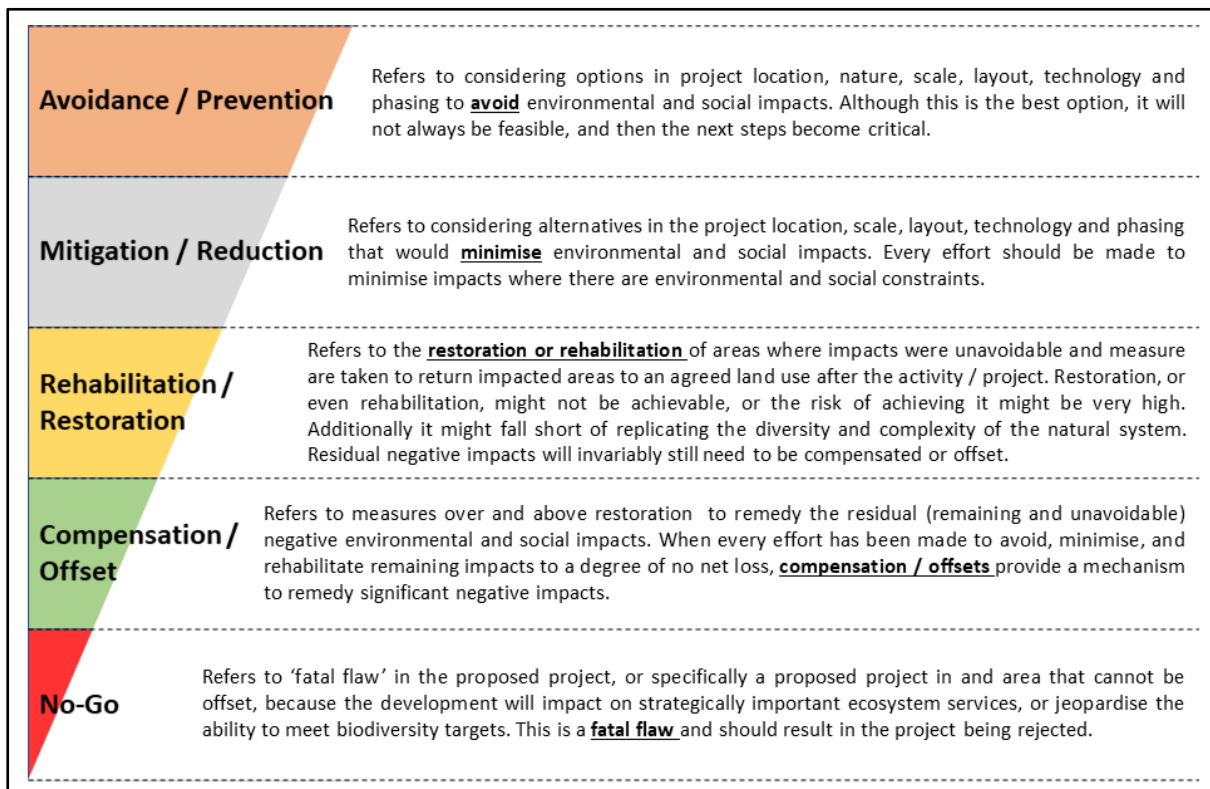 Avoidance / Prevention
Refers to considering options in project location, nature, scale, layout, technology and
phasing to avoid environmental and social impacts. Although this is the best option, it will
not always be feasible, and then the next steps become critical.
Mitigation / Reduction
Refers to considering alternatives in the project location, scale, layout, technology and phasing
that would minimise environmental and social impacts. Every effort should be made to
minimise impacts where there are environmental and social constraints.
Rehabilitation /
Restoration
Refers to the restoration or rehabilitation of areas where impacts were unavoidable and measure
are taken to return impacted areas to an agreed land use after the activity / project. Restoration, or
even rehabilitation, might not be achievable, or the risk of achieving it might be very high.
Additionally it might fall short of replicating the diversity and complexity of the natural system.
Residual negative impacts will invariably still need to be compensated or offset.
Compensation /
Offset
Refers to measures over and above restoration to remedy the residual (remaining and unavoidable)
negative environmental and social impacts. When every effort has been made to avoid, minimise, and
rehabilitate remaining impacts to a degree of no net loss, compensation / offsets provide a mechanism
to remedy significant negative impacts.
No-Go
Refers to ‘fatal flaw’ in the proposed project, or specifically a proposed project in and area that cannot be
offset, because the development will impact on strategically important ecosystem services, or jeopardise the
ability to meet biodiversity targets. This is a fatal flaw and should result in the project being rejected.